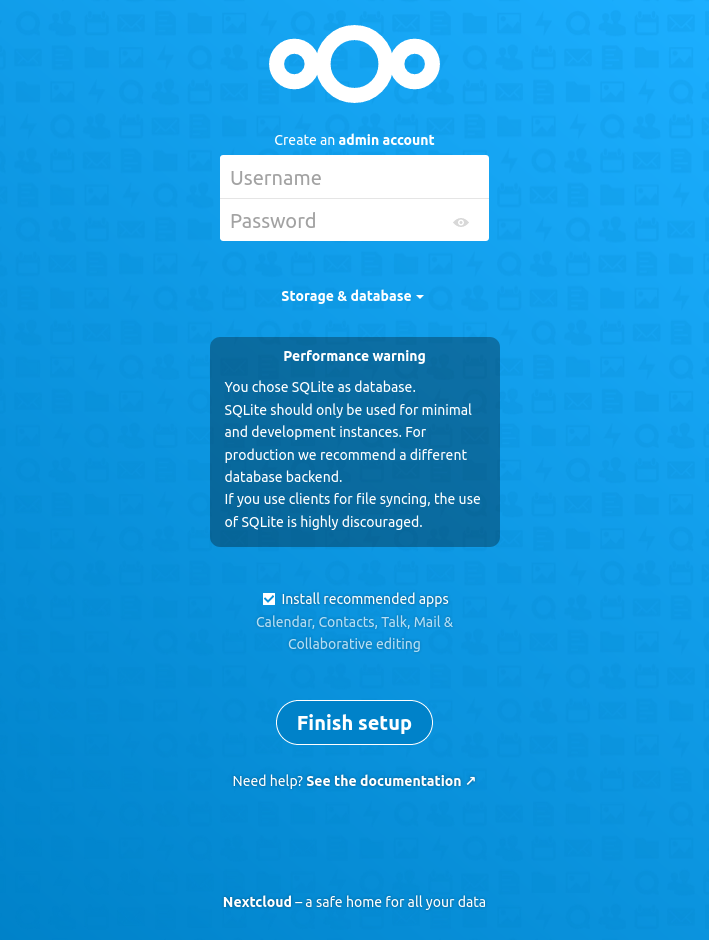 Create an admin account
Username
Password
Storage & database
Performance warning
You chose SQLite as database.
SQLite should only be used for minimal
and development instances. For
production we recommend a different
database backend.
If you use clients for file syncing, the use
of SQLite is highly discouraged.
Install recommended apps
Calendar, Contacts, Talk, Mail &
Collaborative editing
Finish setup
Need help? See the documentation ↗
Nextcloud – a safe home for all your data